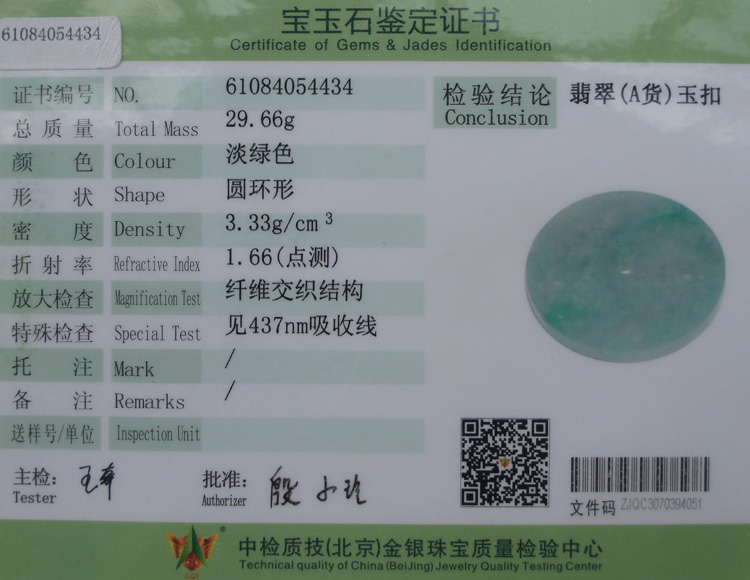 61084054434
宝玉石鉴定证书
Certificate of Gems & Jades Identification
证书编号 NO. 61084054434
总质量 Total Mass 29.66g
颜色 Colour 淡绿色
形状 Shape 圆环形
密度 Density 3.33g/cm³
折射率 Refractive Index 1.66(点测)
放大检查 Magnification Test 纤维交织结构
特殊检查 Special Test 见437nm吸收线
托注 Mark /
备注 Remarks /
送样号/单位 Inspection Unit
检验结论 翡翠(A货)玉扣
Conclusion
主检:
Tester
批准: 殷小玲
Authorizer
文件码 ZJQC3070394051
CQT
中检质技(北京)金银珠宝质量检验中心
Technical quality of China (BeiJing) Jewelry Quality Testing Center